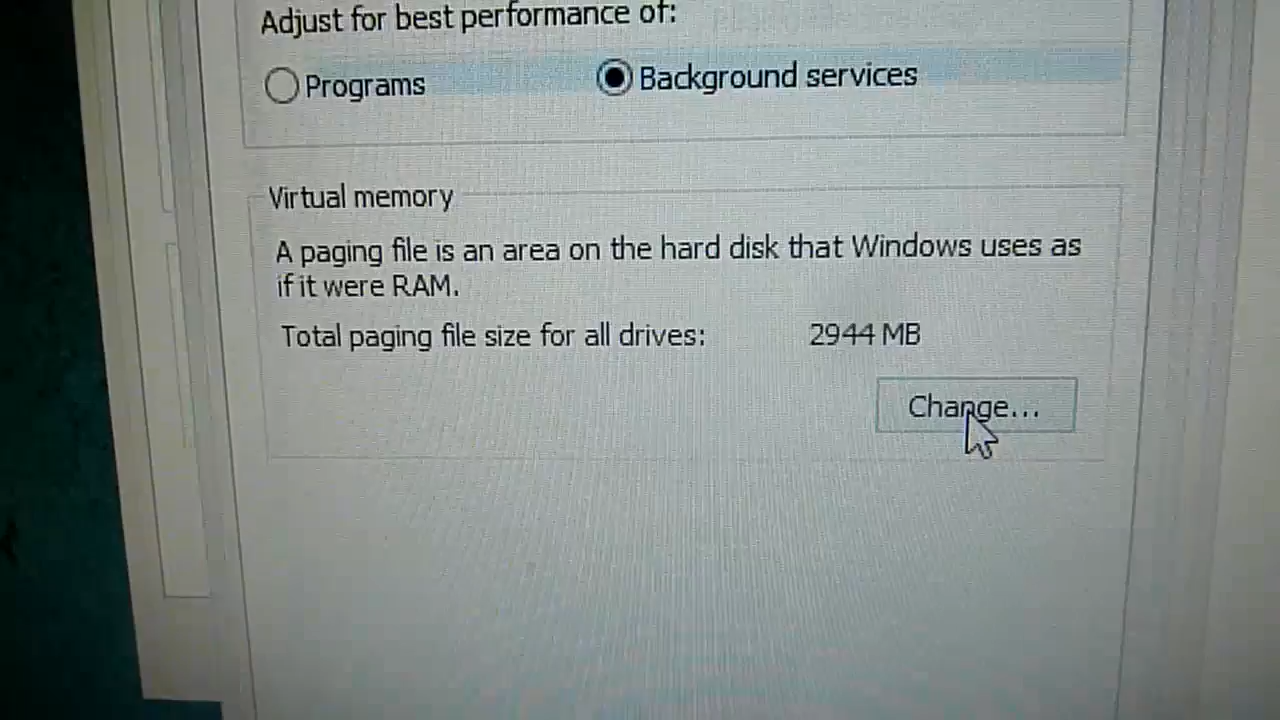 Adjust for best performance of:
Programs
Background services
Virtual memory
A paging file is an area on the hard disk that Windows uses as
if it were RAM.
Total paging file size for all drives: 2944 MB
Change...